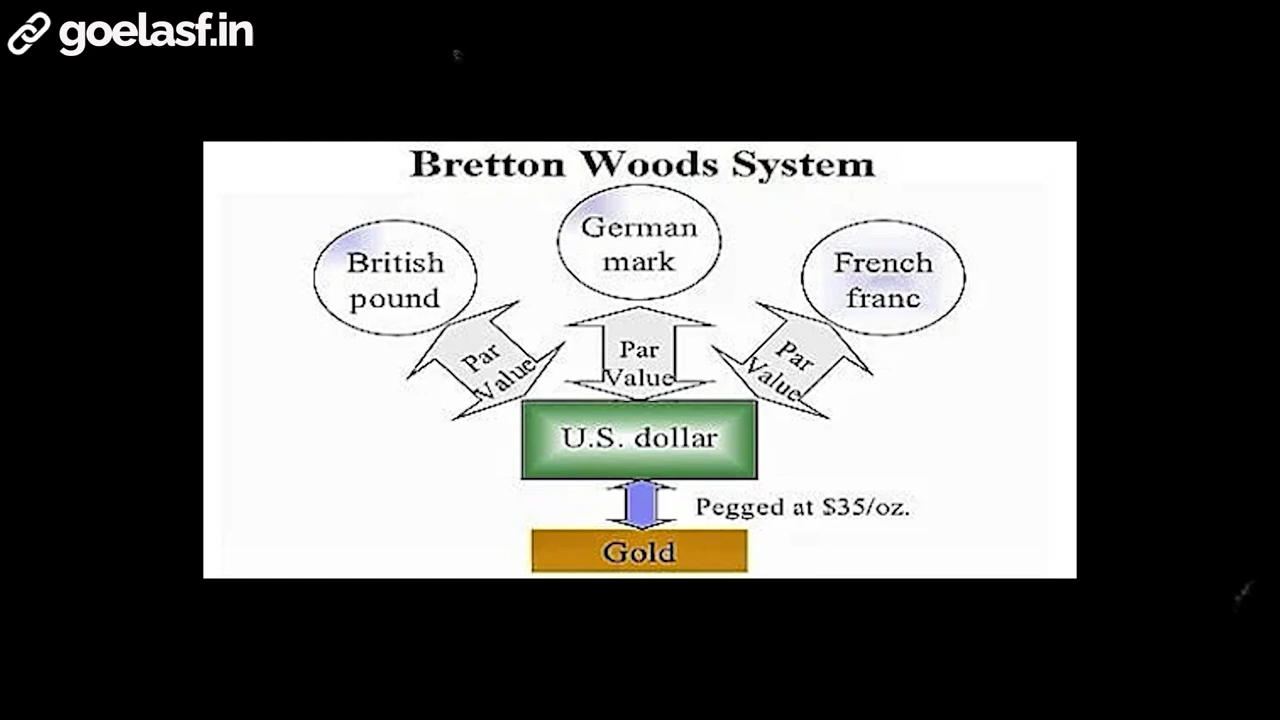 goelasf.in
Bretton Woods System
British
pound
German
mark
French
franc
Par
Value
Par
Value
Par
Value
U.S. dollar
Pegged at $35/oz.
Gold